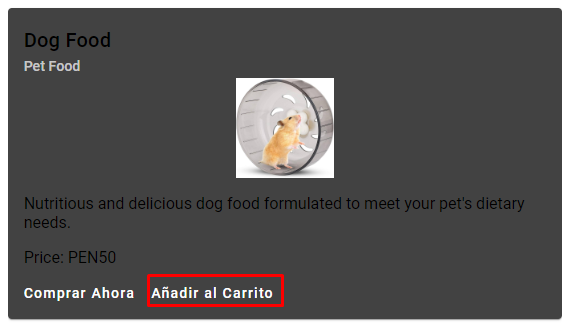 Dog Food
Pet Food
Nutritious and delicious dog food formulated to meet your pet's dietary
needs.
Price: PEN50
Comprar Ahora Añadir al Carrito